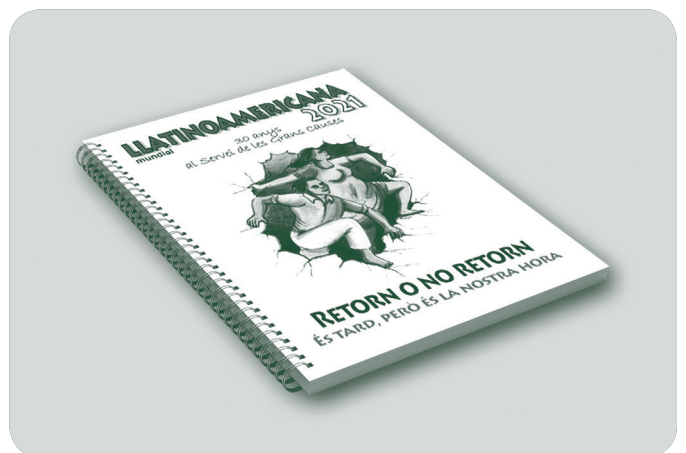 LLATINOAMERICANA
mundial 2021
30 anys
al Servei de les Grans Causes
RETORN O NO RETORN
ÉS TARD, PERÒ ÉS LA NOSTRA HORA